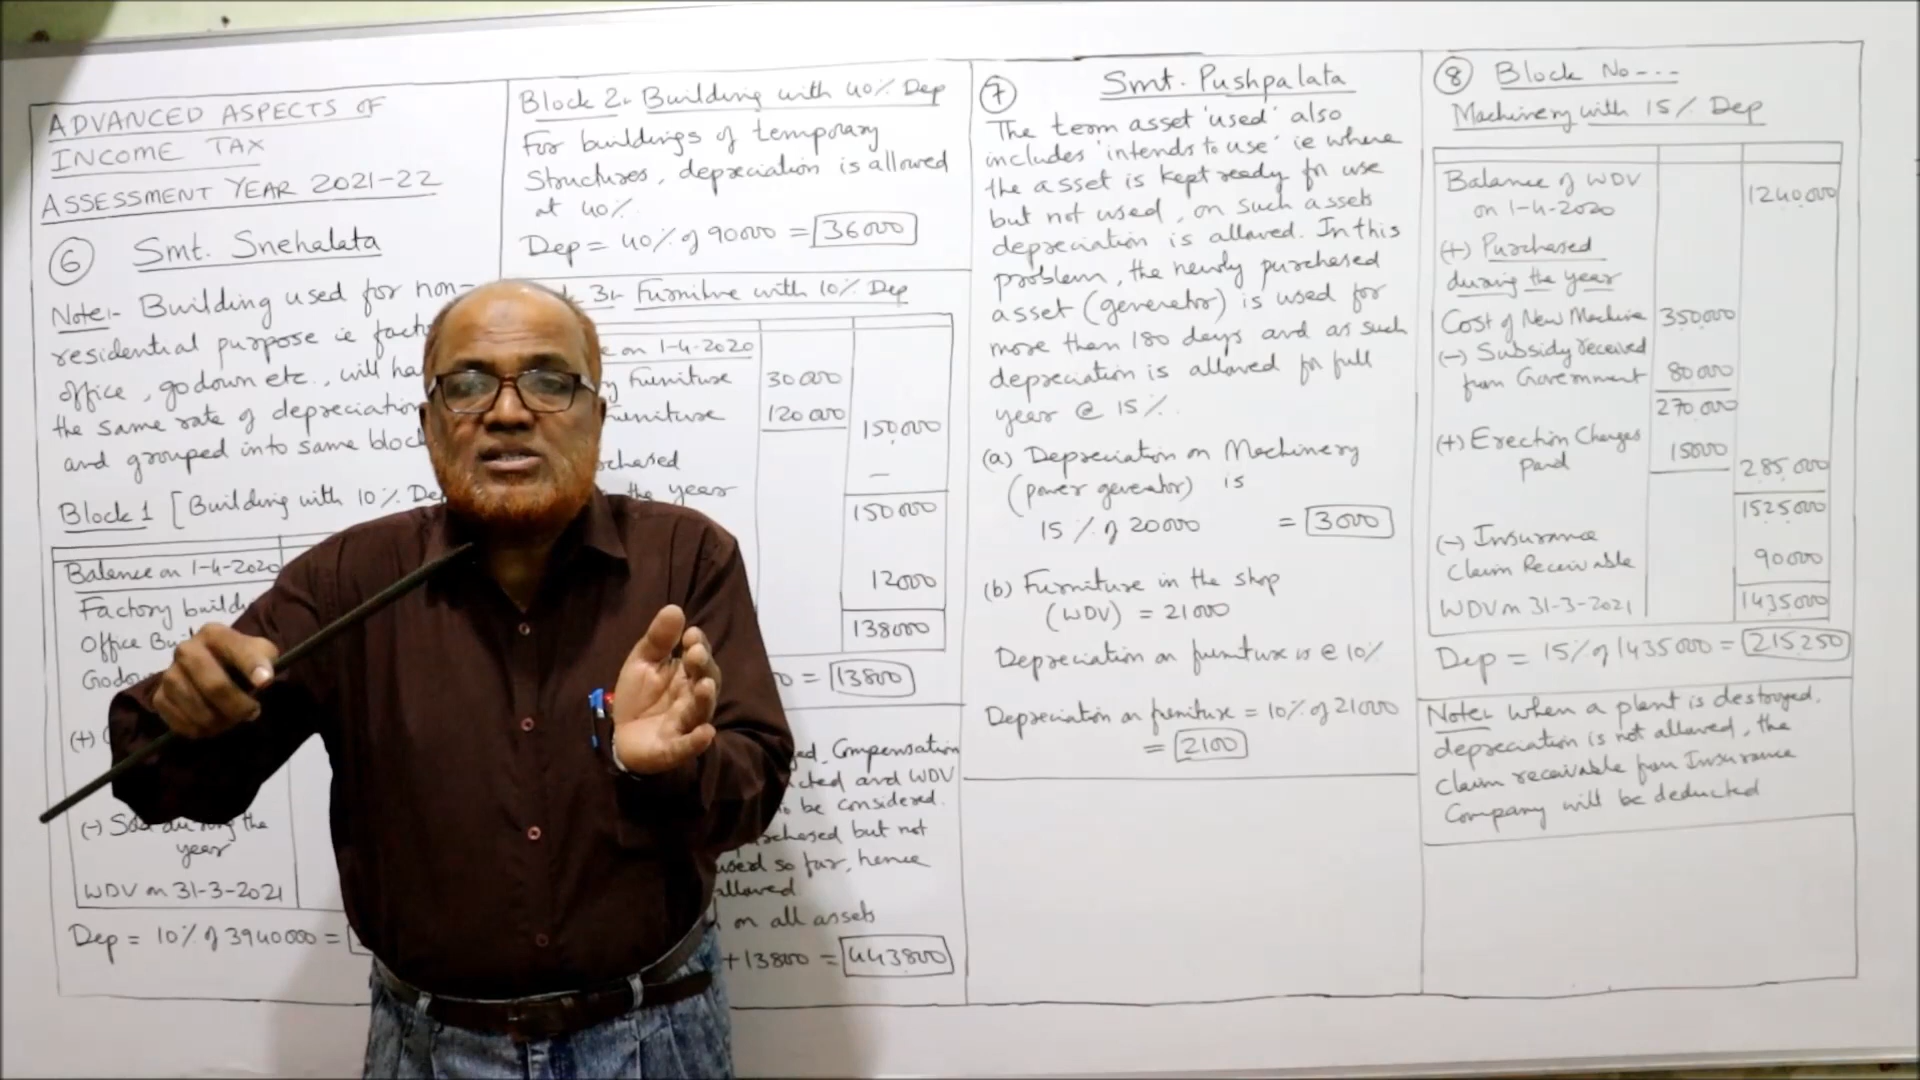 ADVANCED ASPECTS OF
INCOME TAX
ASSESSMENT YEAR 2021-22
6 Smt. Snehalata
Note:- Building used for non-
residential purpose ie
office, godown etc., will
the same rate of depreciation
and grouped into same block
Block 1 [Building with 10% Dep
Balance on 1-4-2020
Factory
Office
(+)
(-) Sold during the
year
WDV on 31-3-2021
Dep = 10% of 3940000 =
Block 2:- Building with 40% Dep
For buildings of temporary
structures, depreciation is allowed
at 40%.
Dep = 40% of 90000 = 36000
3:- Furniture with 10% Dep
on 1-4-2020
Furniture 30000
Furniture 120000 150000
the year -
150000
12000
138000
= 13800
Compensation
and WDV
to be considered.
but not
used so far, hence
allowed
on all assets
+13800 = 443800
7 Smt. Pushpalata
The term asset 'used' also
includes 'intends to use' ie where
the asset is kept ready for use
but not used, on such assets
depreciation is allowed. In this
problem, the newly purchased
asset (generator) is used for
more than 180 days and as such
depreciation is allowed for full
year @ 15%.
(a) Depreciation on Machinery
(power generator) is
15% of 20000 = 3000
(b) Furniture in the shop
(WDV) = 21000
Depreciation on furniture is @ 10%
Depreciation on furniture = 10% of 21000
= 2100
8 Block No---
Machinery with 15% Dep
Balance of WDV
on 1-4-2020 1240000
(+) Purchased
during the year
Cost of New Machine 350000
(-) Subsidy received
from Government 80000
270000
(+) Erection Charges
paid 15000 285000
1525000
(-) Insurance
Claim Receivable 90000
WDV on 31-3-2021 1435000
Dep = 15% of 1435000 = 215250
Note:- when a plant is destroyed,
depreciation is not allowed, the
claim receivable from Insurance
Company will be deducted